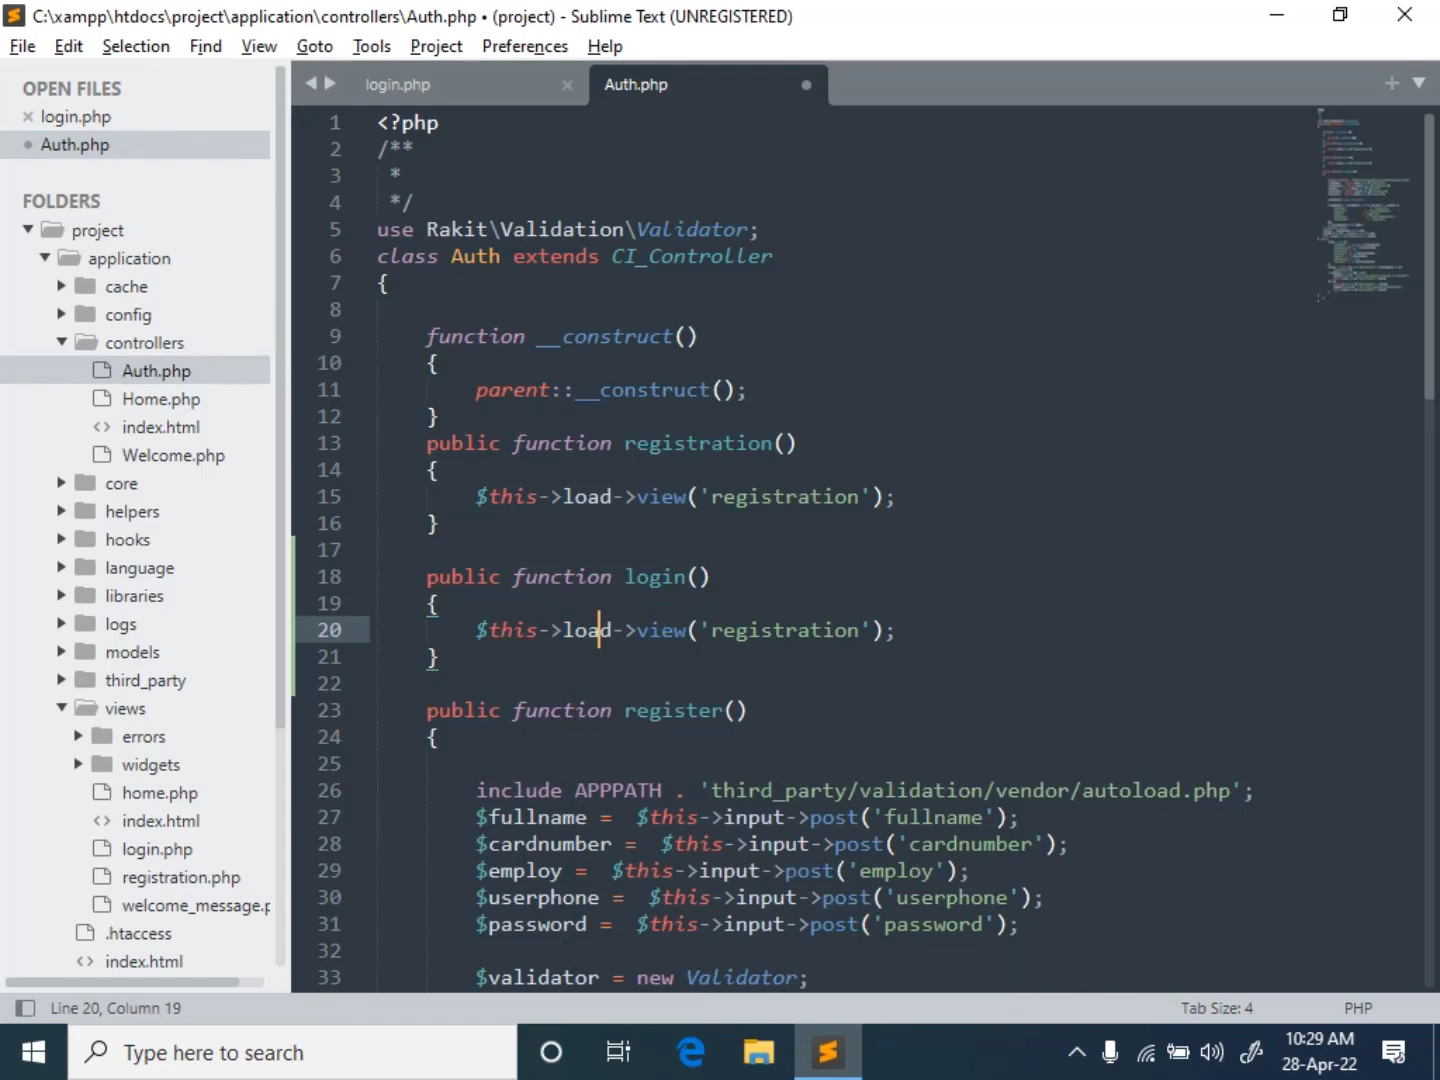 C:\xampp\htdocs\project\application\controllers\Auth.php • (project) - Sublime Text (UNREGISTERED)
File Edit Selection Find View Goto Tools Project Preferences Help
OPEN FILES
login.php
Auth.php
FOLDERS
project
application
cache
config
controllers
Auth.php
Home.php
index.html
Welcome.php
core
helpers
hooks
language
libraries
logs
models
third_party
views
errors
widgets
home.php
index.html
login.php
registration.php
welcome_message.p
.htaccess
index.html
login.php
Auth.php
1 <?php
2 /**
3 *
4 */
5 use Rakit\Validation\Validator;
6 class Auth extends CI_Controller
7 {
8
9 function __construct()
10 {
11 parent::__construct();
12 }
13 public function registration()
14 {
15 $this->load->view('registration');
16 }
17
18 public function login()
19 {
20 $this->load->view('registration');
21 }
22
23 public function register()
24 {
25
26 include APPPATH . 'third_party/validation/vendor/autoload.php';
27 $fullname = $this->input->post('fullname');
28 $cardnumber = $this->input->post('cardnumber');
29 $employ = $this->input->post('employ');
30 $userphone = $this->input->post('userphone');
31 $password = $this->input->post('password');
32
33 $validator = new Validator;
Line 20, Column 19
Tab Size: 4
PHP
Type here to search
10:29 AM
28-Apr-22